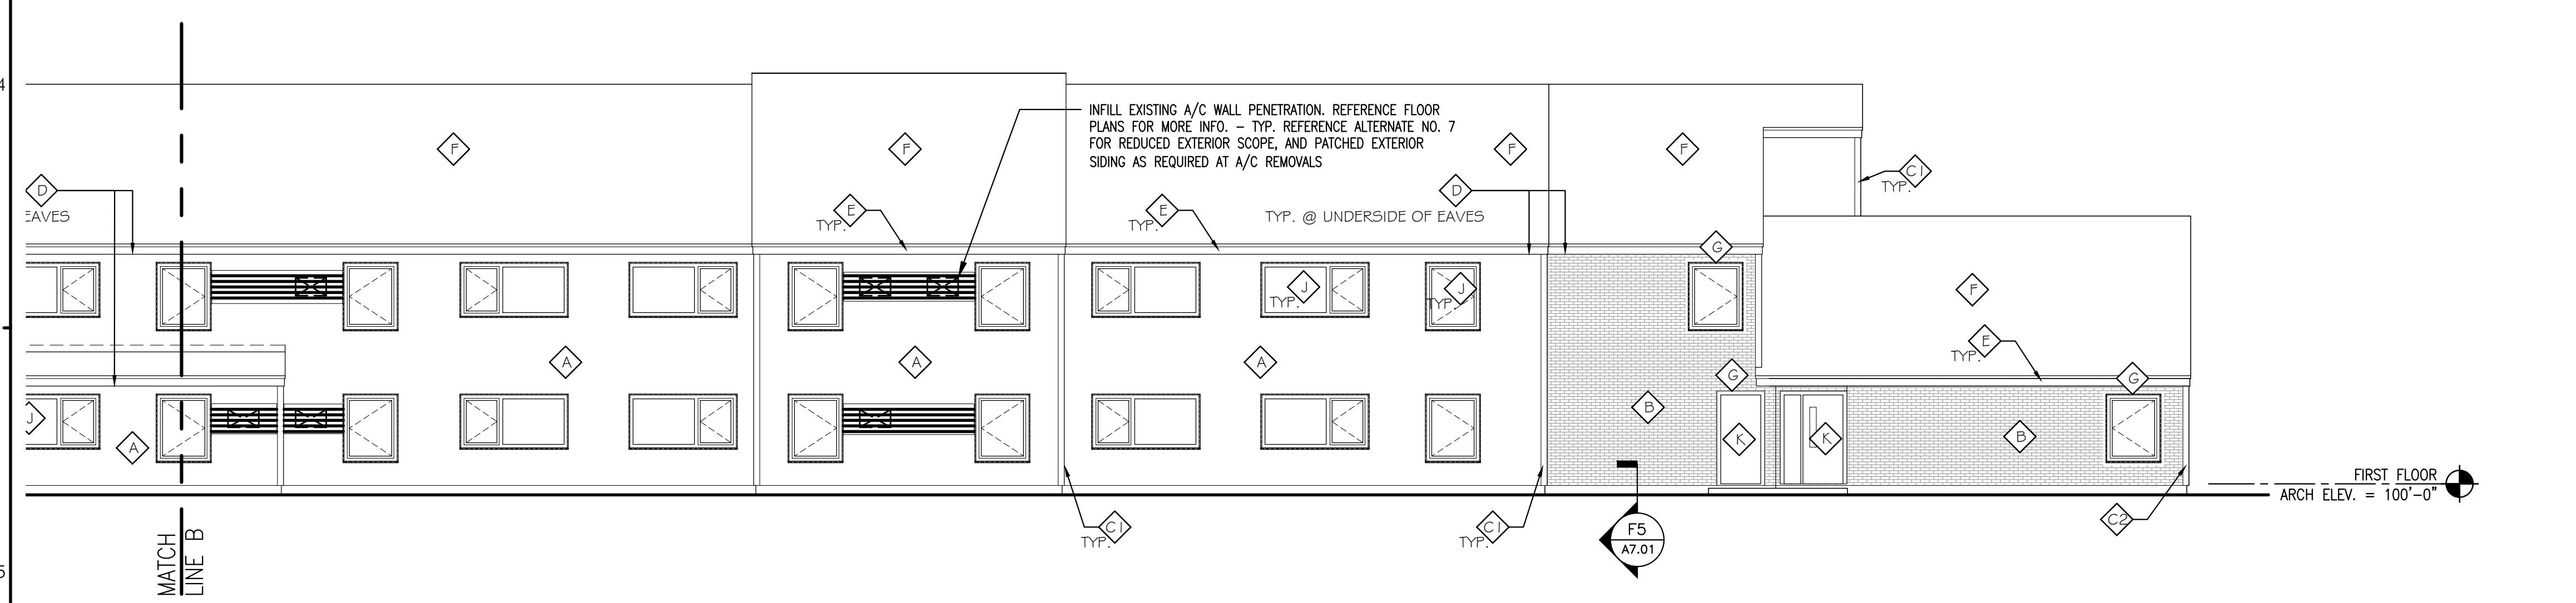 4
F
F
INFILL EXISTING A/C WALL PENETRATION. REFERENCE FLOOR
PLANS FOR MORE INFO. – TYP. REFERENCE ALTERNATE NO. 7
FOR REDUCED EXTERIOR SCOPE, AND PATCHED EXTERIOR
SIDING AS REQUIRED AT A/C REMOVALS
F
F
C1
TYP.
D
EAVES
E
TYP.
E
TYP.
D
TYP. @ UNDERSIDE OF EAVES
G
J
TYP.
J
TYP.
F
E
TYP.
A
A
A
G
G
J
A
B
K
K
B
FIRST FLOOR
ARCH ELEV. = 100'-0"
C1
TYP.
C1
TYP.
F5
A7.01
C2
MATCH
LINE B
5